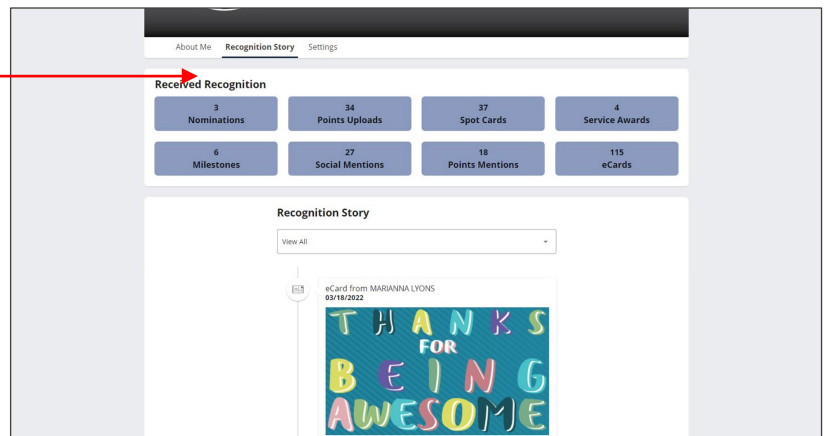 About Me Recognition Story Settings
Received Recognition
3 34 37 4
Nominations Points Uploads Spot Cards Service Awards
6 27 18 115
Milestones Social Mentions Points Mentions eCards
Recognition Story
View All
eCard from MARIANNA LYONS
03/18/2022
THANKS
FOR
BEING
AWESOME